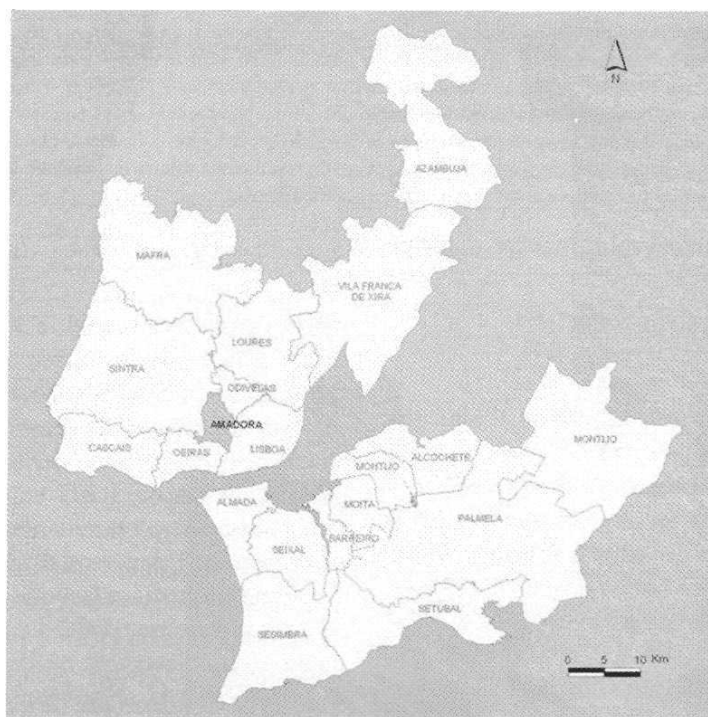 N
AZAMBUJA
MAFRA
VILA FRANCA
DE XIRA
LOURES
SINTRA
ODIVELAS
AMADORA
CASCAIS
OEIRAS
LISBOA
MONTIJO
ALCOCHETE
MONTIJO
ALMADA
MOITA
PALMELA
BARREIRO
SEIXAL
SETUBAL
SESIMBRA
0 5 10 Km